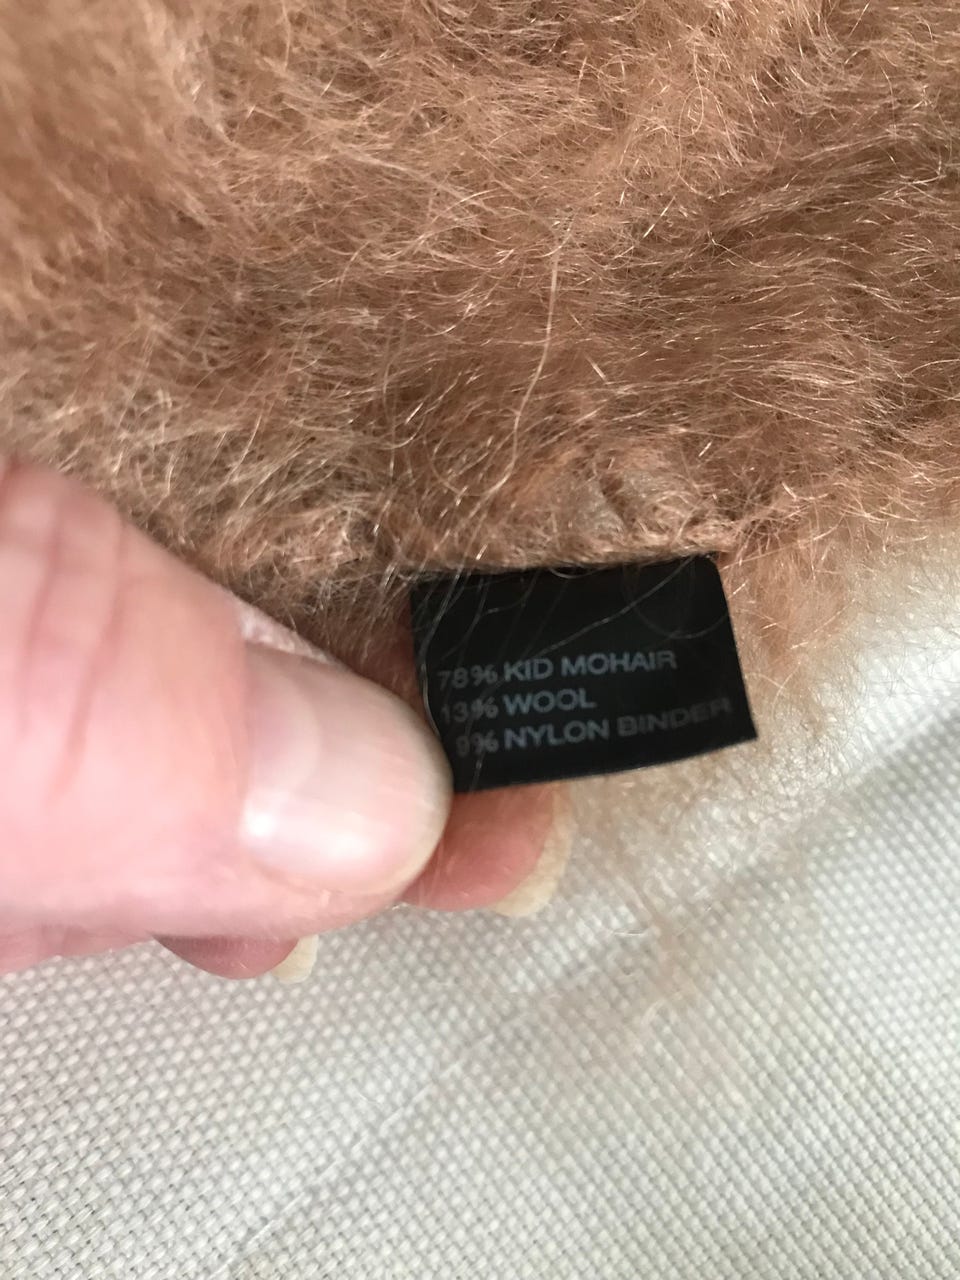 78% KID MOHAIR
13% WOOL
9% NYLON BINDER